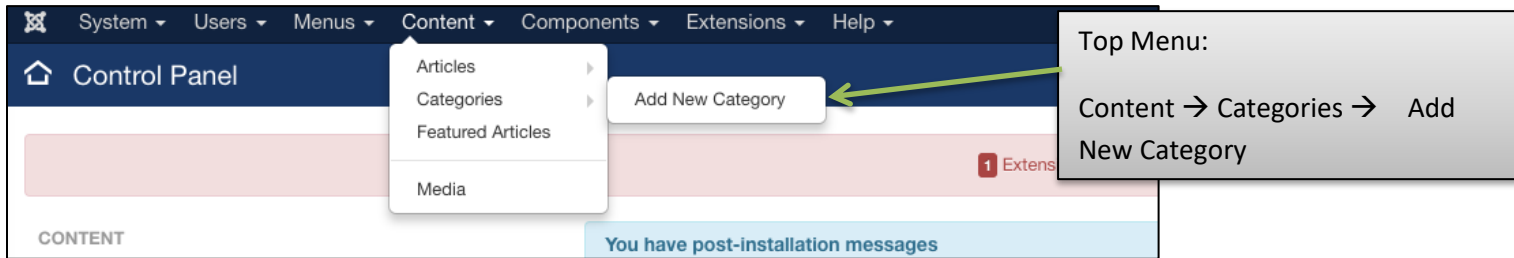 System Users Menus Content Components Extensions Help
Top Menu:
Control Panel
Articles
Categories
Add New Category
Featured Articles
Content → Categories → Add
New Category
1
Media
CONTENT
You have post-installation messages